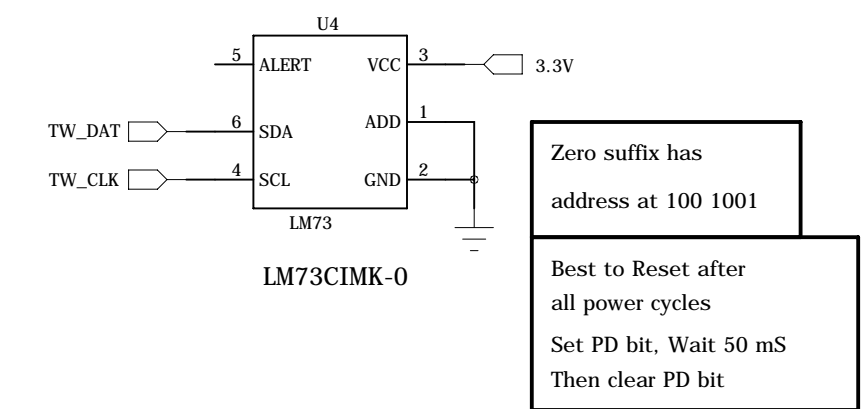 U4
5 ALERT VCC 3 3.3V
TW_DAT 6 SDA ADD 1
TW_CLK 4 SCL GND 2
LM73
LM73CIMK-0
Zero suffix has
address at 100 1001
Best to Reset after
all power cycles
Set PD bit, Wait 50 mS
Then clear PD bit